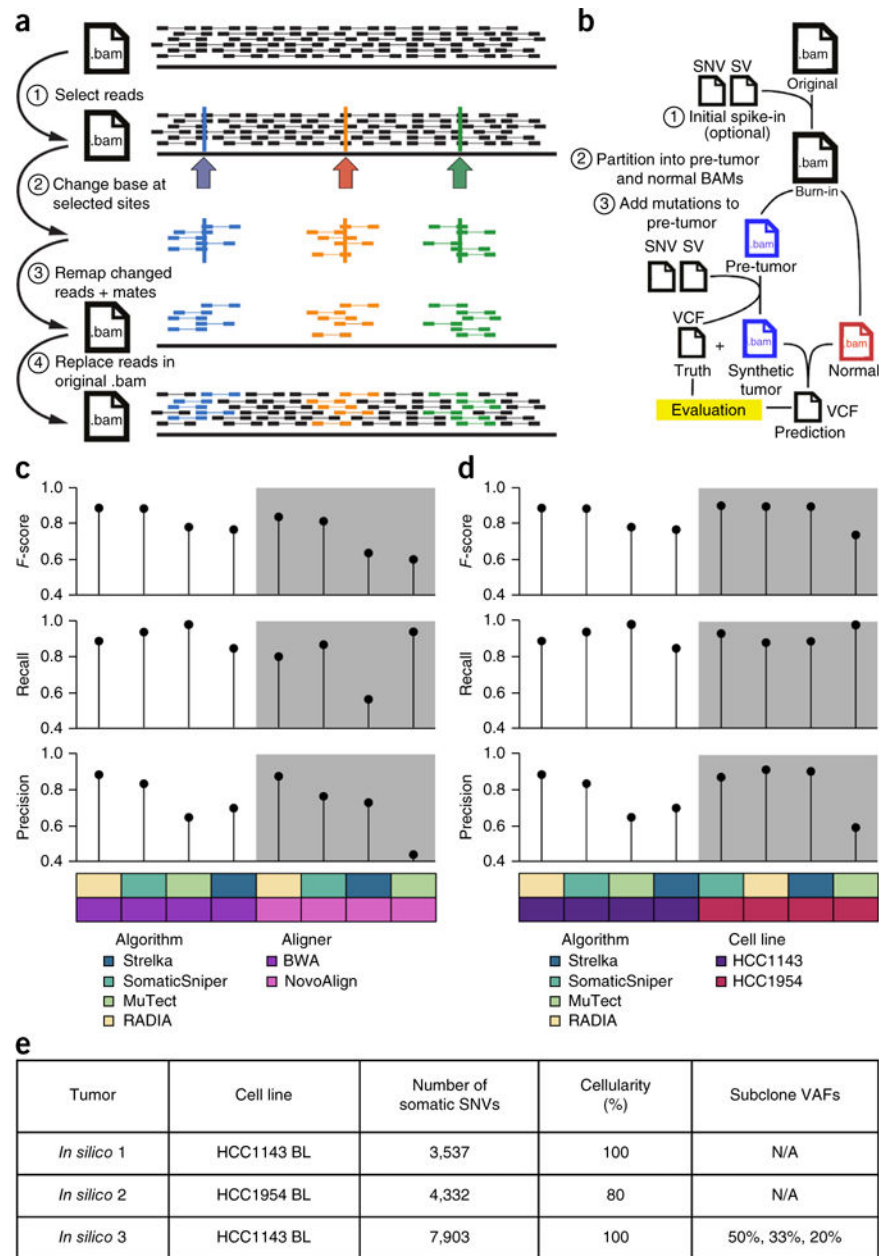 a
.bam
1 Select reads
.bam
2 Change base at
selected sites
3 Remap changed
reads + mates
.bam
4 Replace reads in
original .bam
.bam
b
.bam
Original
SNV SV
1 Initial spike-in
(optional)
.bam
Burn-in
2 Partition into pre-tumor
and normal BAMs
3 Add mutations to
pre-tumor
.bam
Pre-tumor
SNV SV
VCF
Truth
+
.bam
Synthetic
tumor
.bam
Normal
Evaluation
VCF
Prediction
c
F-score
1.0
0.8
0.6
0.4
Recall
1.0
0.8
0.6
0.4
Precision
1.0
0.8
0.6
0.4
Algorithm
Strelka
SomaticSniper
MuTect
RADIA
Aligner
BWA
NovoAlign
d
F-score
1.0
0.8
0.6
0.4
Recall
1.0
0.8
0.6
0.4
Precision
1.0
0.8
0.6
0.4
Algorithm
Strelka
SomaticSniper
MuTect
RADIA
Cell line
HCC1143
HCC1954
e
Tumor Cell line Number of somatic SNVs Cellularity (%) Subclone VAFs
In silico 1 HCC1143 BL 3,537 100 N/A
In silico 2 HCC1954 BL 4,332 80 N/A
In silico 3 HCC1143 BL 7,903 100 50%, 33%, 20%